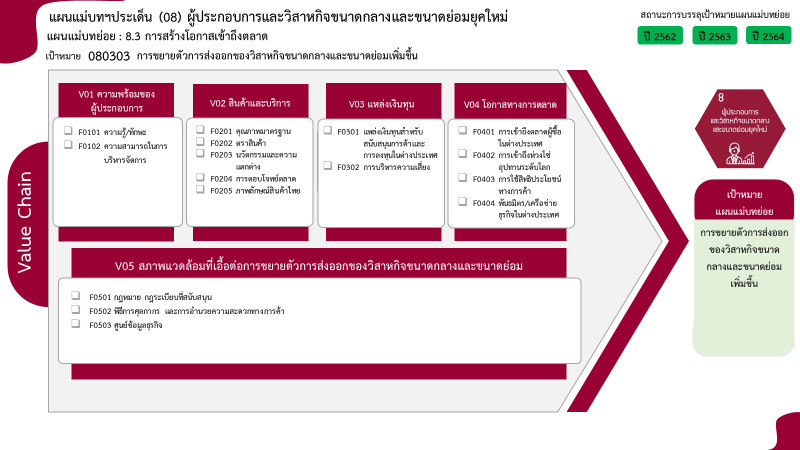 แผนแม่บทฯประเด็น (08) ผู้ประกอบการและวิสาหกิจขนาดกลางและขนาดย่อมยุคใหม่
แผนแม่บทย่อย : 8.3 การสร้างโอกาสเข้าถึงตลาด
เป้าหมาย 080303 การขยายตัวการส่งออกของวิสาหกิจขนาดกลางและขนาดย่อมเพิ่มขึ้น
สถานะการบรรลุเป้าหมายแผนแม่บทย่อย
ปี 2562 ปี 2563 ปี 2564
Value Chain
V01 ความพร้อมของ
ผู้ประกอบการ
F0101 ความรู้/ทักษะ
F0102 ความสามารถในการ
บริหารจัดการ
V02 สินค้าและบริการ
F0201 คุณภาพมาตรฐาน
F0202 ตราสินค้า
F0203 นวัตกรรมและความ
แตกต่าง
F0204 การตอบโจทย์ตลาด
F0205 ภาพลักษณ์สินค้าไทย
V03 แหล่งเงินทุน
F0301 แหล่งเงินทุนสำหรับ
สนับสนุนการค้าและ
การลงทุนในต่างประเทศ
F0302 การบริหารความเสี่ยง
V04 โอกาสทางการตลาด
F0401 การเข้าถึงตลาดผู้ซื้อ
ในต่างประเทศ
F0402 การเข้าถึงห่วงโซ่
อุปทานระดับโลก
F0403 การใช้สิทธิประโยชน์
ทางการค้า
F0404 พันธมิตร/เครือข่าย
ธุรกิจในต่างประเทศ
V05 สภาพแวดล้อมที่เอื้อต่อการขยายตัวการส่งออกของวิสาหกิจขนาดกลางและขนาดย่อม
F0501 กฎหมาย กฎระเบียบที่สนับสนุน
F0502 พิธีการศุลกากร และการอำนวยความสะดวกทางการค้า
F0503 ศูนย์ข้อมูลธุรกิจ
8
ผู้ประกอบการ
และวิสาหกิจขนาดกลาง
และขนาดย่อมยุคใหม่
เป้าหมาย
แผนแม่บทย่อย
การขยายตัวการส่งออก
ของวิสาหกิจขนาด
กลางและขนาดย่อม
เพิ่มขึ้น